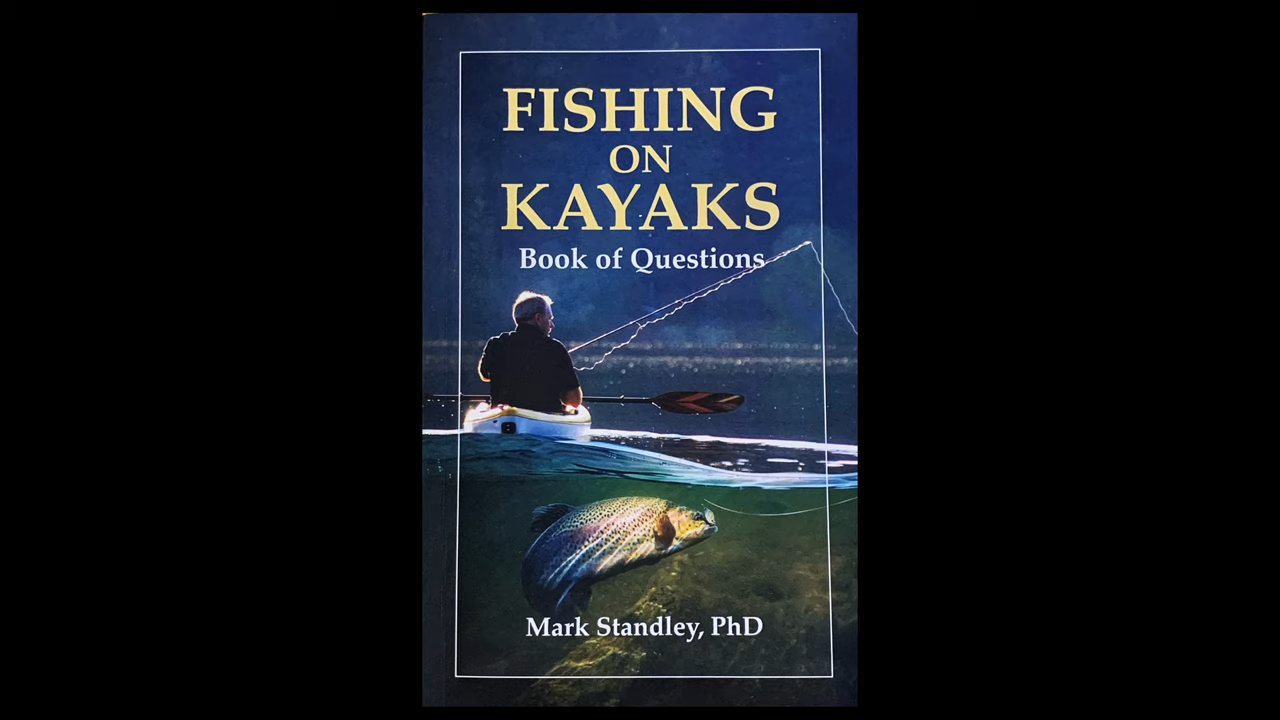 FISHING
ON
KAYAKS
Book of Questions
Mark Standley, PhD